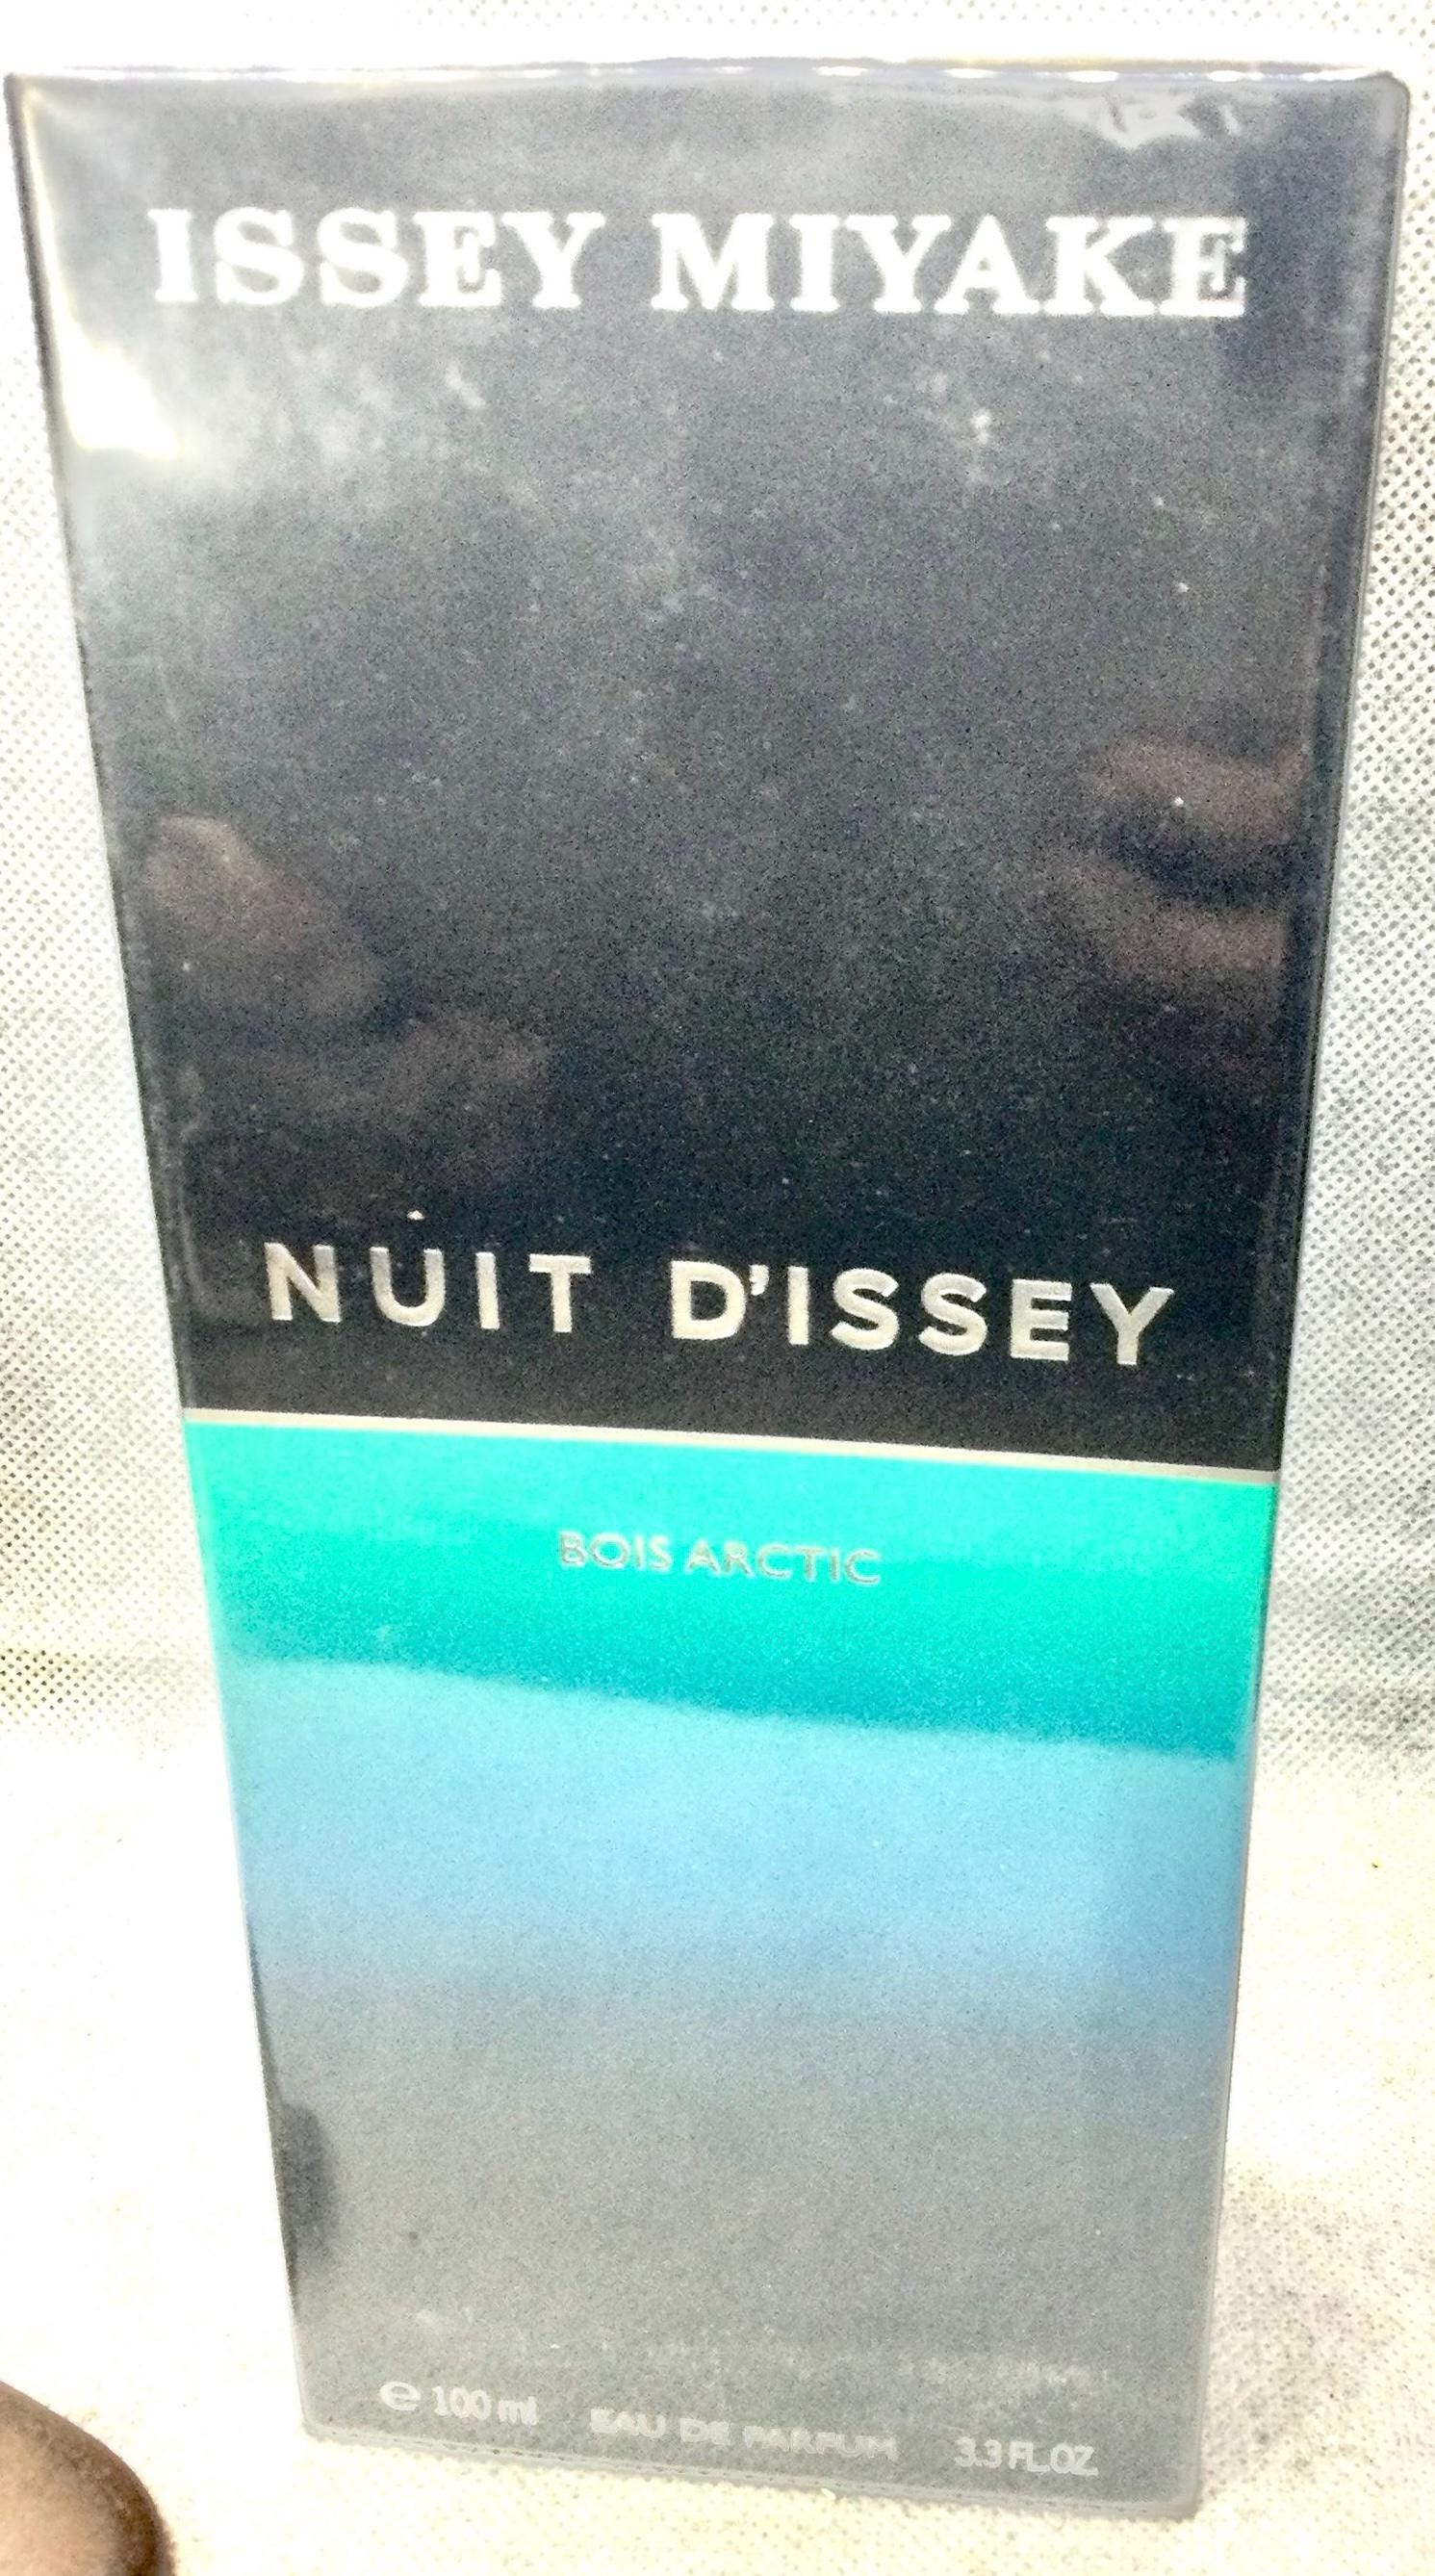 ISSEY MIYAKE
NUIT D'ISSEY
BOIS ARCTIC
℮ 100 ml EAU DE PARFUM 3.3 FL.OZ.